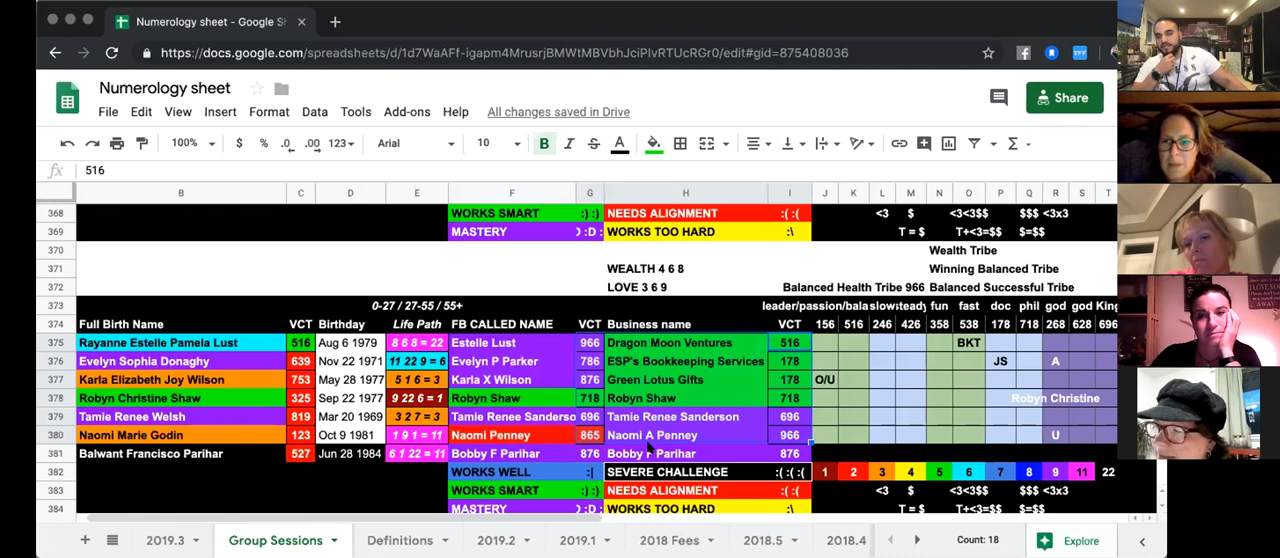 Numerology sheet - Google Sh
https://docs.google.com/spreadsheets/d/1d7WaAFf-igapm4MrusrjBMWtMBVbhJciPlvRTUcRGr0/edit#gid=875408036
Numerology sheet
File Edit View Insert Format Data Tools Add-ons Help All changes saved in Drive
Share
100% $ % .0 .00 123 Arial 10 B I S A
fx 516
B C D E F G H I J K L M N O P Q R S T
368 WORKS SMART :) :) NEEDS ALIGNMENT :( :( <3 $ <3<3$$ $$$ <3x3
369 MASTERY :D : WORKS TOO HARD :\ T = $ T+<3=$$ $=$$
370 Wealth Tribe
371 WEALTH 4 6 8 Winning Balanced Tribe
372 LOVE 3 6 9 Balanced Health Tribe 966 Balanced Successful Tribe
373 0-27 / 27-55 / 55+ leader/passion/bala slowsteady fun fast doc phil god god King
374 Full Birth Name VCT Birthday Life Path FB CALLED NAME VCT Business name VCT 156 516 246 426 358 538 178 718 268 628 696
375 Rayanne Estelle Pamela Lust 516 Aug 6 1979 8 6 8 = 22 Estelle Lust 966 Dragon Moon Ventures 516 BKT
376 Evelyn Sophia Donaghy 639 Nov 22 1971 11 22 9 = 6 Evelyn P Parker 786 ESP's Bookkeeping Services 178 JS A
377 Karla Elizabeth Joy Wilson 753 May 28 1977 5 1 6 = 3 Karla X Wilson 876 Green Lotus Gifts 178 O/U
378 Robyn Christine Shaw 325 Sep 22 1977 9 22 6 = 1 Robyn Shaw 718 Robyn Shaw 718 Robyn Christine
379 Tamie Renee Welsh 819 Mar 20 1969 3 2 7 = 3 Tamie Renee Sanderso 696 Tamie Renee Sanderson 696
380 Naomi Marie Godin 123 Oct 9 1981 1 9 1 = 11 Naomi Penney 865 Naomi A Penney 966 U
381 Balwant Francisco Parihar 527 Jun 28 1984 6 1 22 = 11 Bobby F Parihar 876 Bobby F Parihar 876
382 WORKS WELL :| SEVERE CHALLENGE :( :( :( 1 2 3 4 5 6 7 8 9 11 22
383 WORKS SMART :) :) NEEDS ALIGNMENT :( :( <3 $ <3<3$$ $$$ <3x3
384 MASTERY :D : WORKS TOO HARD :\ T = $ T+<3=$$ $=$$
2019.3 Group Sessions Definitions 2019.2 2019.1 2018 Fees 2018.5 2018.4 Count: 18 Explore